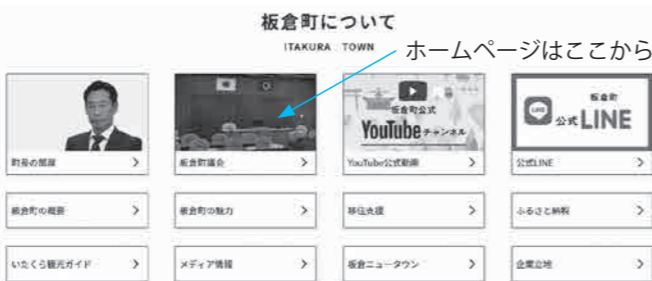 板倉町について
ITAKURA TOWN
ホームページはここから
板倉町公式
YouTubeチャンネル
板倉町
LINE
公式LINE
町長の部屋
板倉町議会
YouTube公式動画
公式LINE
板倉町の概要
板倉町の魅力
移住支援
ふるさと納税
いたくら観光ガイド
メディア情報
板倉ニュータウン
企業立地